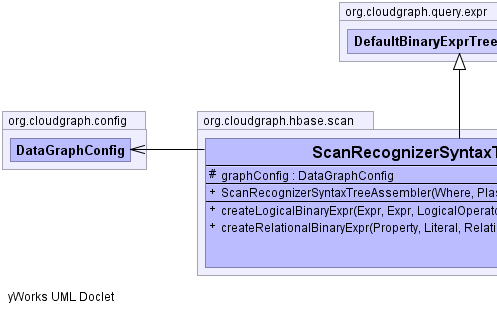 org.cloudgraph.query.expr
DefaultBinaryExprTree
org.cloudgraph.config
DataGraphConfig
org.cloudgraph.hbase.scan
ScanRecognizerSyntaxT
# graphConfig : DataGraphConfig
+ ScanRecognizerSyntaxTreeAssembler(Where, Plas
+ createLogicalBinaryExpr(Expr, Expr, LogicalOperato
+ createRelationalBinaryExpr(Property, Literal, Relati
yWorks UML Doclet